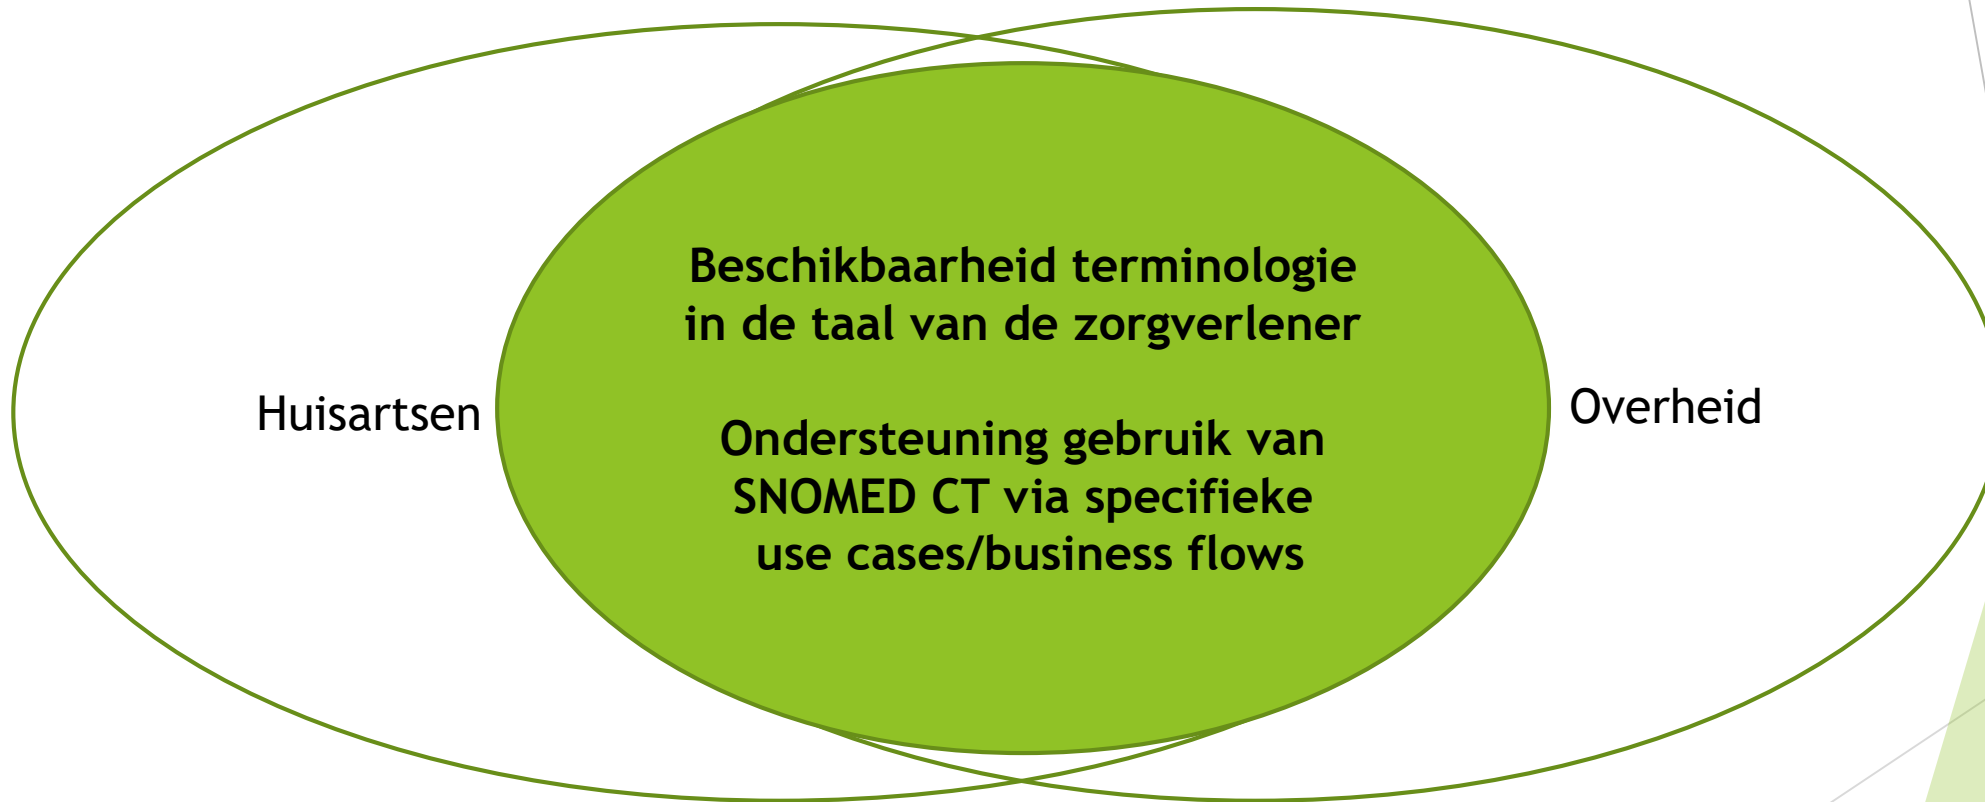 Beschikbaarheid terminologie
in de taal van de zorgverlener
Huisartsen
Overheid
Ondersteuning gebruik van
SNOMED CT via specifieke
use cases/business flows